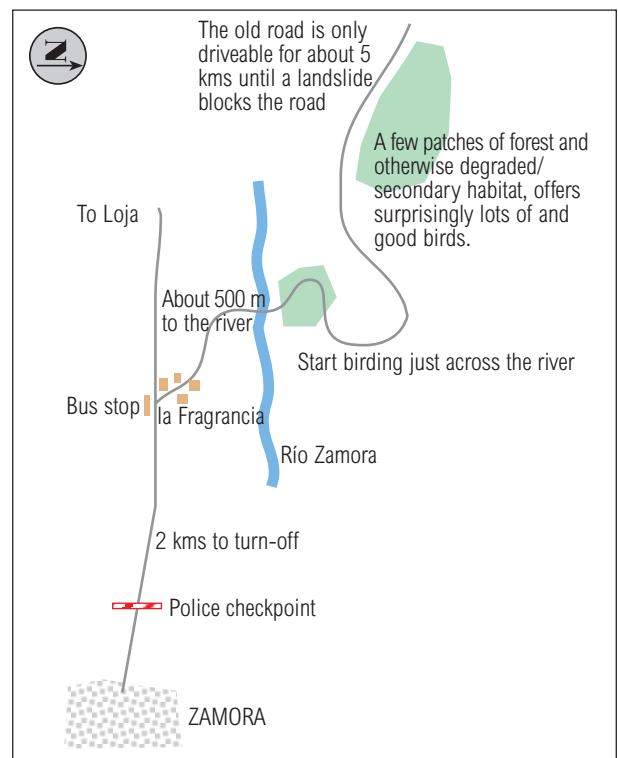 N
The old road is only
driveable for about 5
kms until a landslide
blocks the road
A few patches of forest and
otherwise degraded/
secondary habitat, offers
surprisingly lots of and
good birds.
To Loja
About 500 m
to the river
Start birding just across the river
Bus stop
la Fragrancia
Río Zamora
2 kms to turn-off
Police checkpoint
ZAMORA